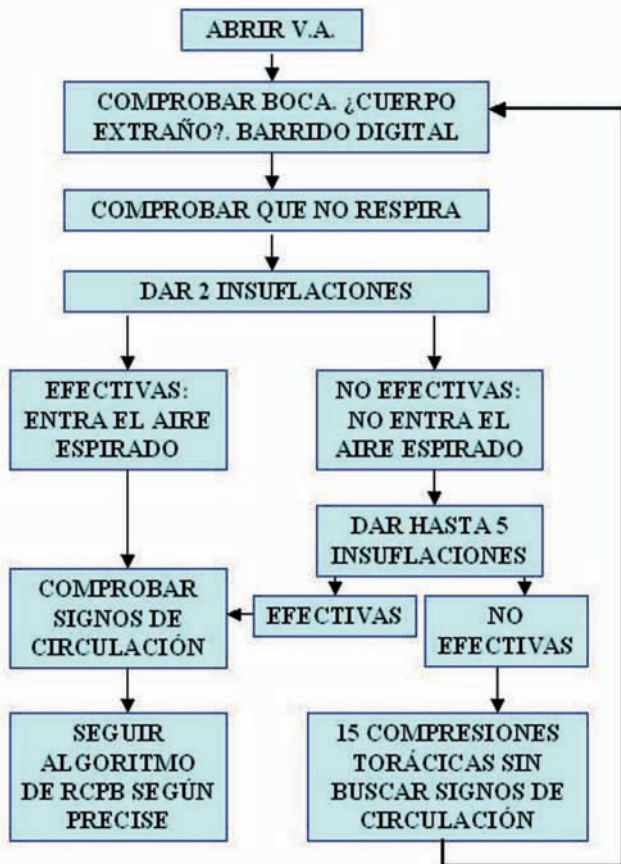 ABRIR V.A.
COMPROBAR BOCA. ¿CUERPO
EXTRAÑO?. BARRIDO DIGITAL
COMPROBAR QUE NO RESPIRA
DAR 2 INSUFLACIONES
EFECTIVAS:
ENTRA EL AIRE
ESPIRADO
NO EFECTIVAS:
NO ENTRA EL
AIRE ESPIRADO
DAR HASTA 5
INSUFLACIONES
COMPROBAR
SIGNOS DE
CIRCULACIÓN
EFECTIVAS
NO
EFECTIVAS
SEGUIR
ALGORITMO
DE RCPB SEGÚN
PRECISE
15 COMPRESIONES
TORÁCICAS SIN
BUSCAR SIGNOS DE
CIRCULACIÓN